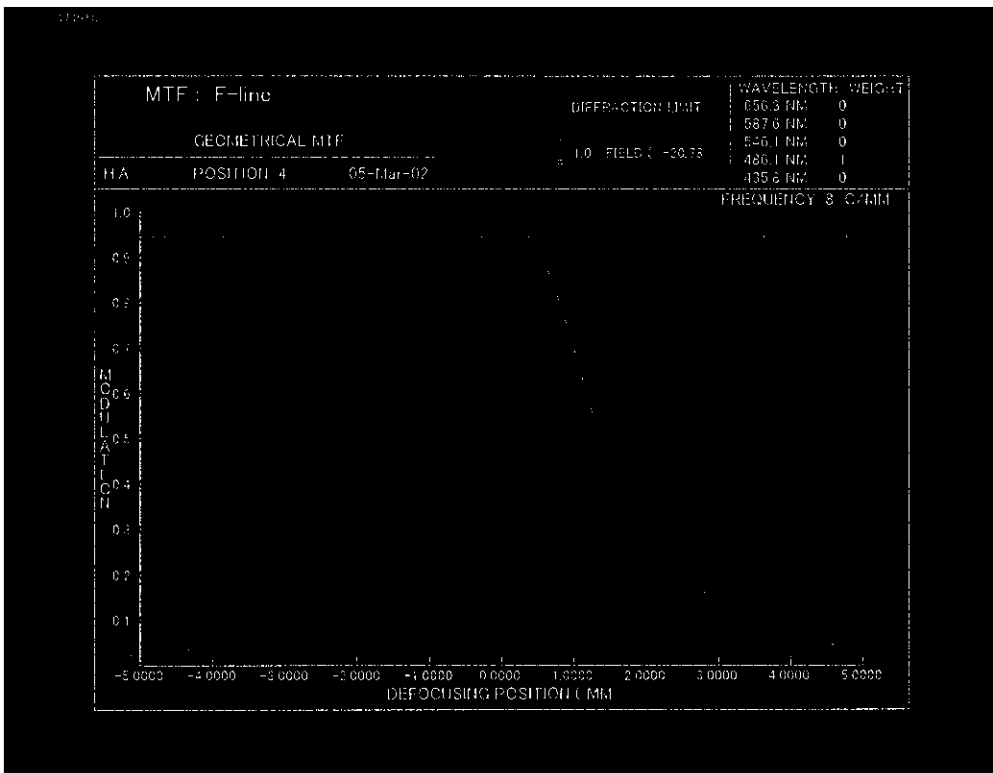 MTF : F-line
DIFFRACTION LIMIT
GEOMETRICAL MTF
1.0 FIELD (
HA POSITION 4 05-Mar-02
WAVELENGTH WEIGHT
656.3 NM 0
587.6 NM 0
546.1 NM 0
486.1 NM 1
435.8 NM 0
FREQUENCY 8 C/MM
1.0
0.9
0.8
0.7
0.6
0.5
0.4
0.3
0.2
0.1
MODULATION
-5.0000 -4.0000 -3.0000 -2.0000 -1.0000 0.0000 1.0000 2.0000 3.0000 4.0000 5.0000
DEFOCUSING POSITION ( MM